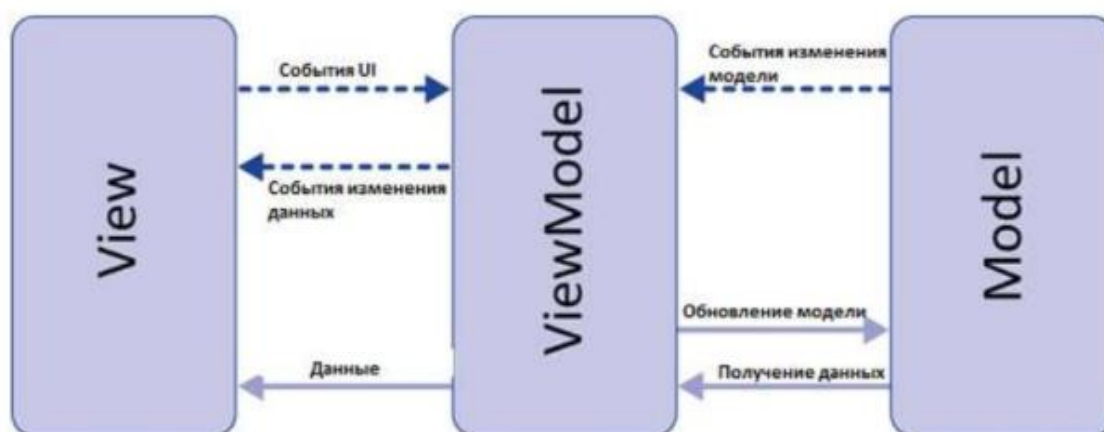 View
События UI
События изменения
данных
Данные
ViewModel
События изменения
модели
Обновление модели
Получение данных
Model